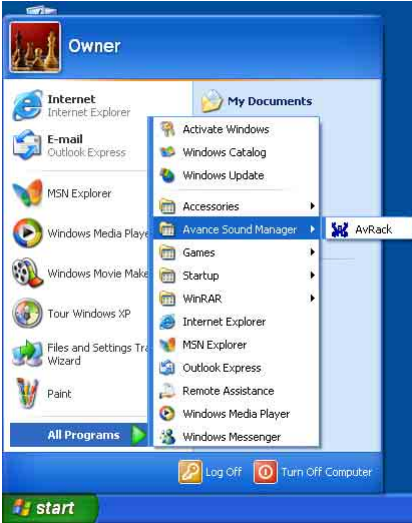 Owner
Internet
Internet Explorer
E-mail
Outlook Express
MSN Explorer
Windows Media Playe
Windows Movie Make
Tour Windows XP
Files and Settings Tra
Wizard
Paint
All Programs
My Documents
Activate Windows
Windows Catalog
Windows Update
Accessories
Avance Sound Manager
Games
Startup
WinRAR
Internet Explorer
MSN Explorer
Outlook Express
Remote Assistance
Windows Media Player
Windows Messenger
AvRack
Log Off
Turn Off Computer
start